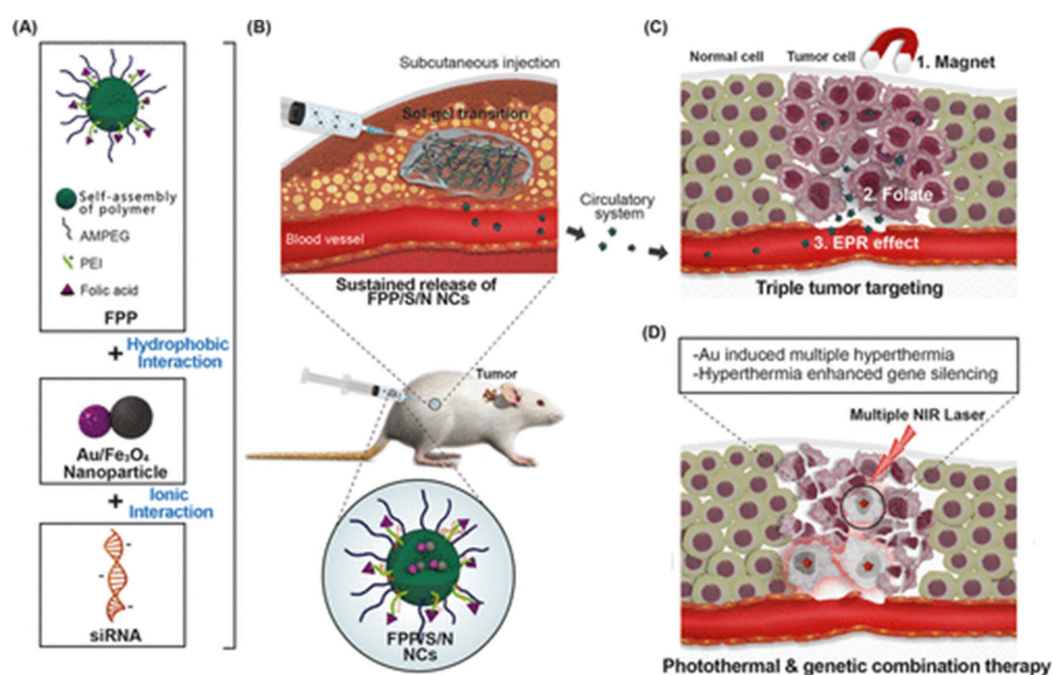 (A)
Self-assembly
of polymer
AMPEG
PEI
Folic acid
FPP
+ Hydrophobic
Interaction
Au/Fe₃O₄
Nanoparticle
+ Ionic
Interaction
-
-
-
siRNA
(B)
Subcutaneous injection
Sol-gel transition
Blood vessel
Sustained release of
FPP/S/N NCs
Circulatory
system
Tumor
FPP/S/N
NCs
(C)
Normal cell
Tumor cell
1. Magnet
2. Folate
3. EPR effect
Triple tumor targeting
(D)
-Au induced multiple hyperthermia
-Hyperthermia enhanced gene silencing
Multiple NIR Laser
Photothermal & genetic combination therapy